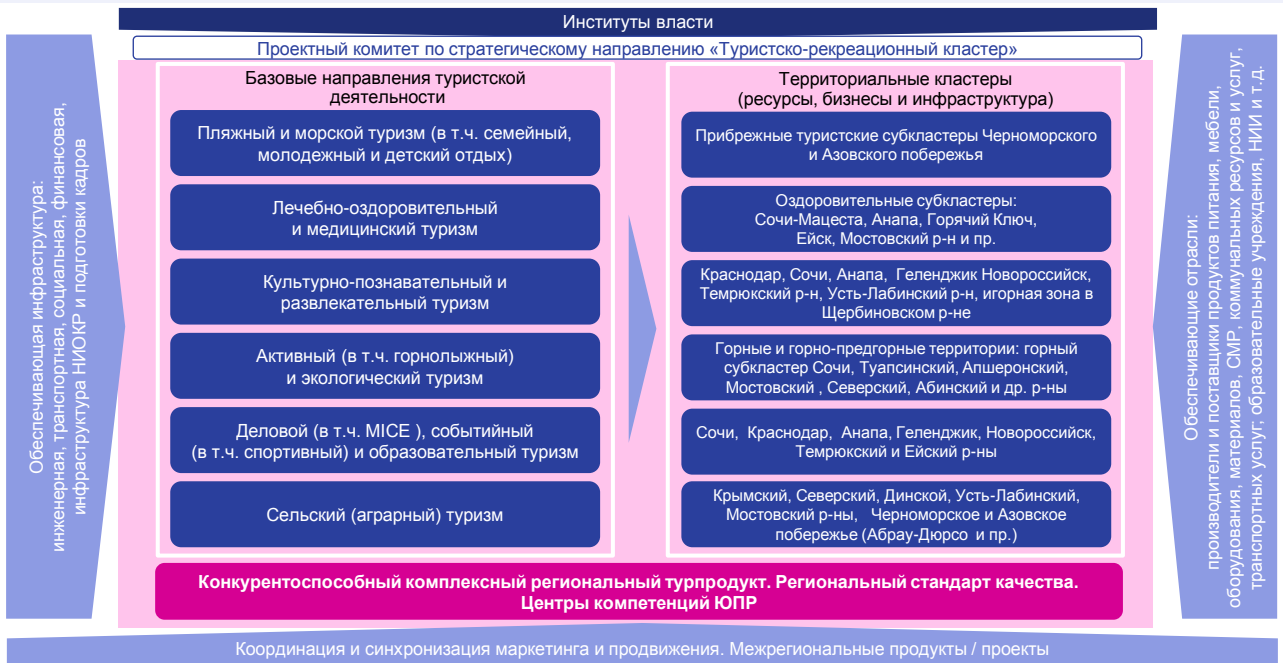 Институты власти
Проектный комитет по стратегическому направлению «Туристско-рекреационный кластер»
Обеспечивающая инфраструктура:
инженерная, транспортная, социальная, финансовая,
инфраструктура НИОКР и подготовки кадров
Базовые направления туристской
деятельности
Пляжный и морской туризм (в т.ч. семейный,
молодежный и детский отдых)
Лечебно-оздоровительный
и медицинский туризм
Культурно-познавательный и
развлекательный туризм
Активный (в т.ч. горнолыжный)
и экологический туризм
Деловой (в т.ч. MICE ), событийный
(в т.ч. спортивный) и образовательный туризм
Сельский (аграрный) туризм
Территориальные кластеры
(ресурсы, бизнесы и инфраструктура)
Прибрежные туристские субкластеры Черноморского
и Азовского побережья
Оздоровительные субкластеры:
Сочи-Мацеста, Анапа, Горячий Ключ,
Ейск, Мостовский р-н и пр.
Краснодар, Сочи, Анапа, Геленджик Новороссийск,
Темрюкский р-н, Усть-Лабинский р-н, игорная зона в
Щербиновском р-не
Горные и горно-предгорные территории: горный
субкластер Сочи, Туапсинский, Апшеронский,
Мостовский , Северский, Абинский и др. р-ны
Сочи, Краснодар, Анапа, Геленджик, Новороссийск,
Темрюкский и Ейский р-ны
Крымский, Северский, Динской, Усть-Лабинский,
Мостовский р-ны, Черноморское и Азовское
побережье (Абрау-Дюрсо и пр.)
Обеспечивающие отрасли:
производители и поставщики продуктов питания, мебели,
оборудования, материалов, СМР, коммунальных ресурсов и услуг,
транспортных услуг; образовательные учреждения, НИИ и т.д.
Конкурентоспособный комплексный региональный турпродукт. Региональный стандарт качества.
Центры компетенций ЮПР
Координация и синхронизация маркетинга и продвижения. Межрегиональные продукты / проекты